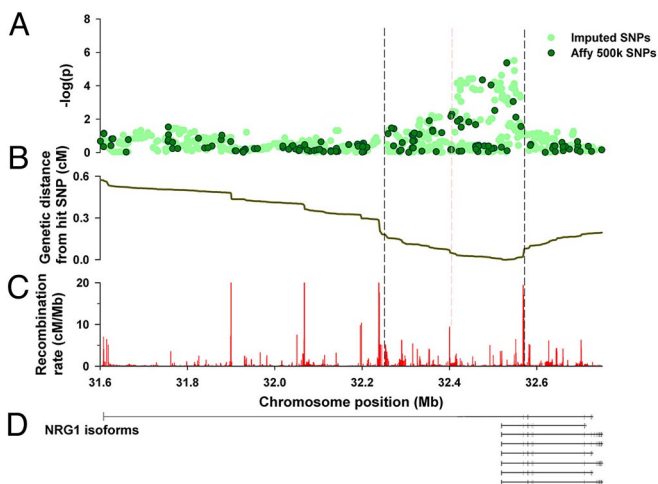 A
8
6
4
2
0
-log(p)
Imputed SNPs
Affy 500k SNPs
B
0.6
0.3
0.0
Genetic distance
from hit SNP (cM)
C
20
10
0
Recombination
rate (cM/Mb)
31.6 31.8 32.0 32.2 32.4 32.6
Chromosome position (Mb)
D
NRG1 isoforms